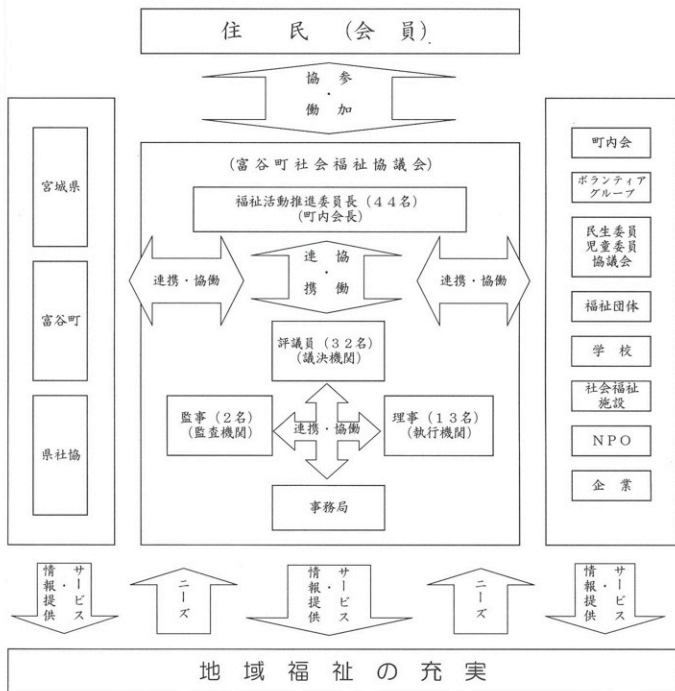 住民(会員)
参加・
協働
宮城県
富谷町
県社協
(富谷町社会福祉協議会)
福祉活動推進委員長(44名)
(町内会長)
連携・協働
協働・
連携
連携・協働
評議員(32名)
(議決機関)
監事(2名)
(監査機関)
連携・協働
理事(13名)
(執行機関)
事務局
町内会
ボランティア
グループ
民生委員
児童委員
協議会
福祉団体
学校
社会福祉
施設
NPO
企業
サービス・
情報提供
ニーズ
サービス・
情報提供
ニーズ
サービス・
情報提供
地域福祉の充実